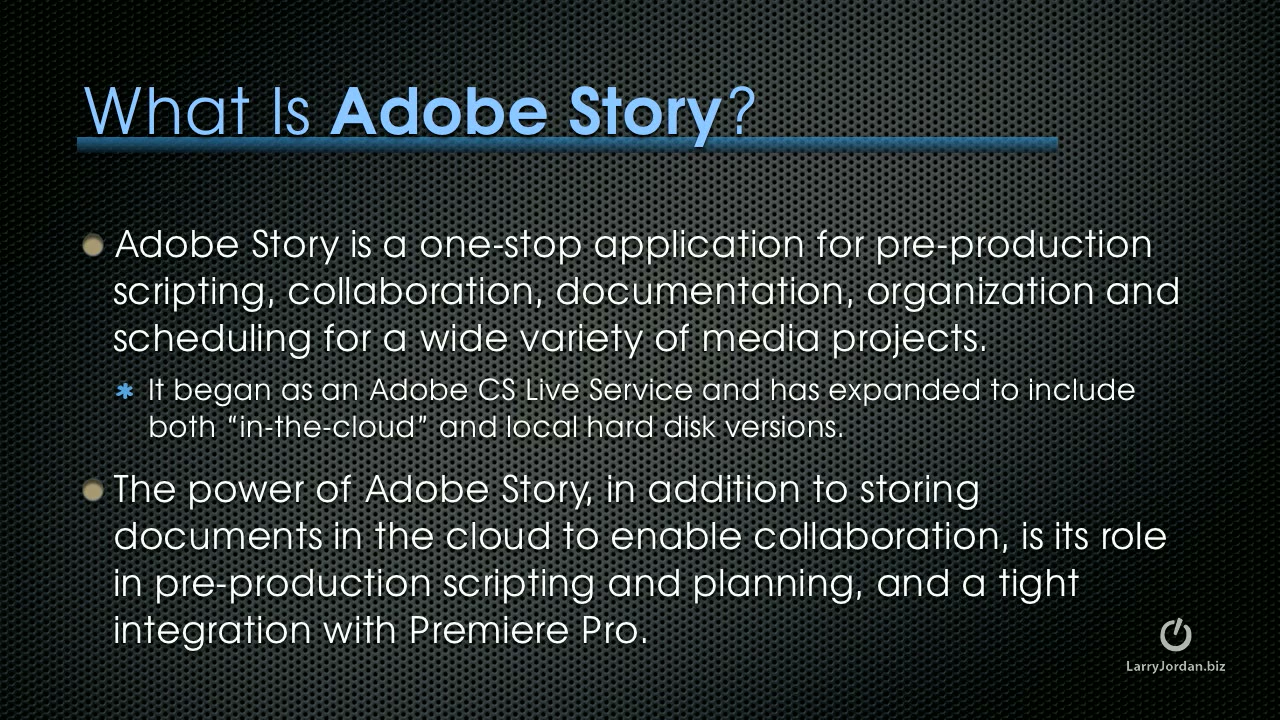 What Is Adobe Story?
Adobe Story is a one-stop application for pre-production
scripting, collaboration, documentation, organization and
scheduling for a wide variety of media projects.
It began as an Adobe CS Live Service and has expanded to include
both “in-the-cloud” and local hard disk versions.
The power of Adobe Story, in addition to storing
documents in the cloud to enable collaboration, is its role
in pre-production scripting and planning, and a tight
integration with Premiere Pro.
LarryJordan.biz